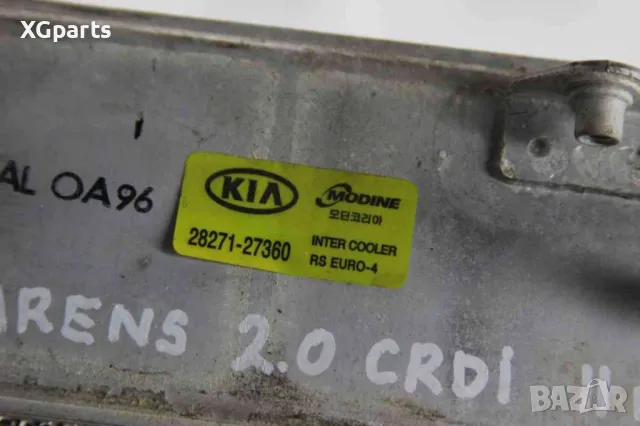 XGparts
AL OA96
KIA
MODINE
모딘코리아
28271-27360
INTER COOLER
RS EURO-4
ARENS 2.0 CRDi
BAZAR
bg